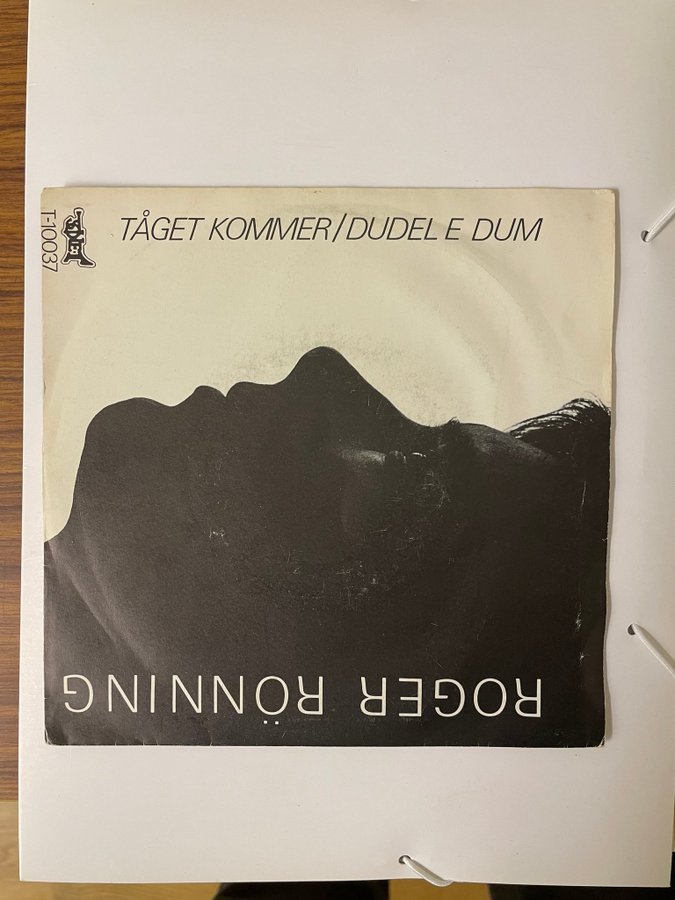 TÅGET KOMMER/DUDEL E DUM
T-10037
ROGER RÖNNING